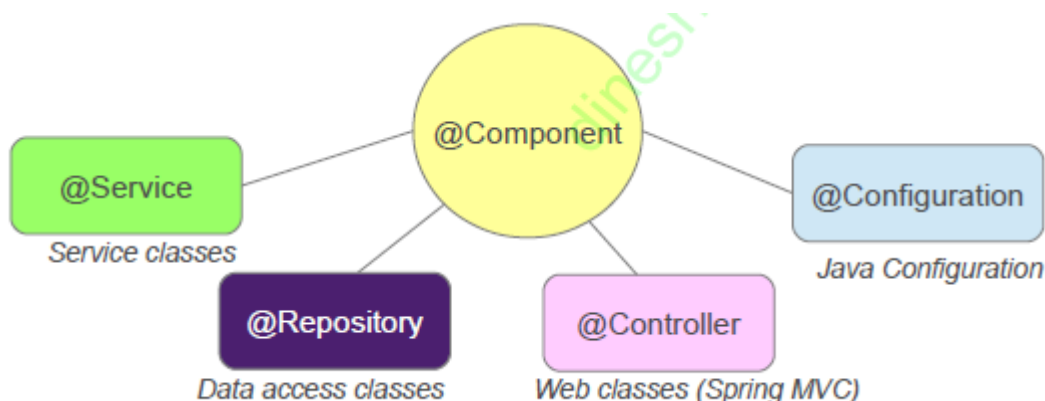 @Component
@Service
Service classes
@Configuration
Java Configuration
@Repository
Data access classes
@Controller
Web classes (Spring MVC)